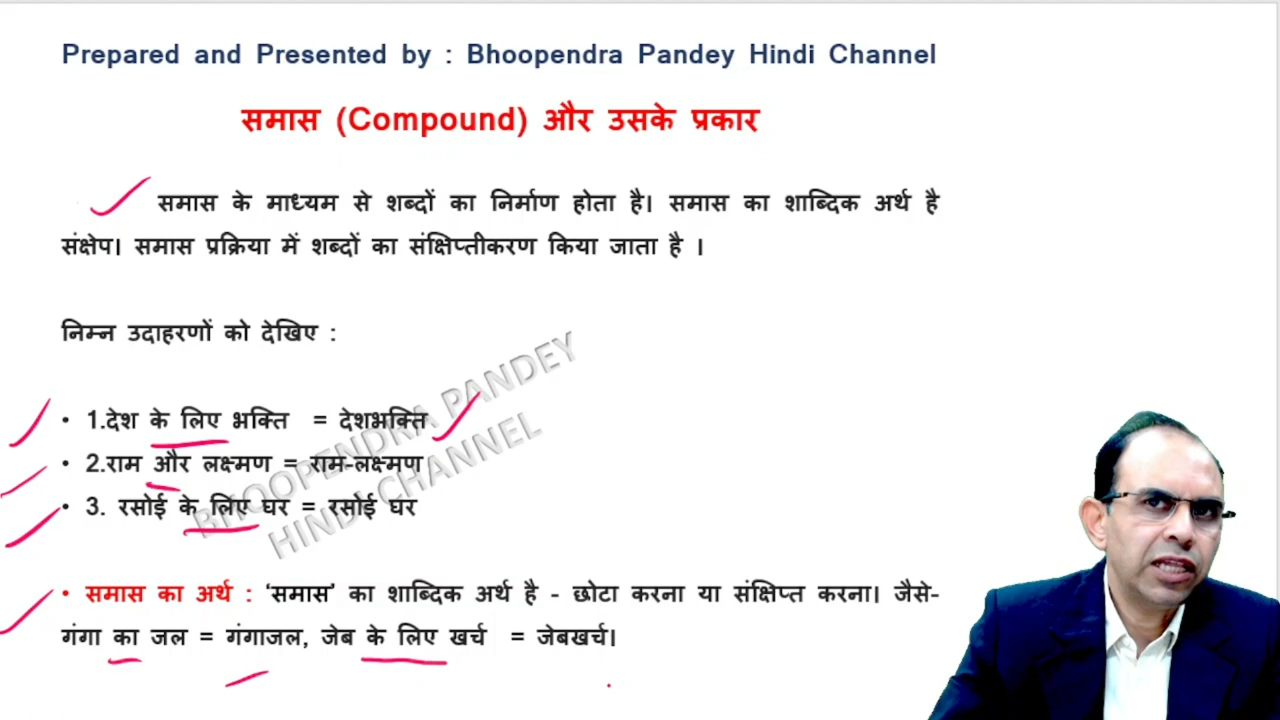 Prepared and Presented by : Bhoopendra Pandey Hindi Channel
समास (Compound) और उसके प्रकार
समास के माध्यम से शब्दों का निर्माण होता है। समास का शाब्दिक अर्थ है
संक्षेप। समास प्रक्रिया में शब्दों का संक्षिप्तीकरण किया जाता है ।
निम्न उदाहरणों को देखिए :
• 1.देश के लिए भक्ति = देशभक्ति
• 2.राम और लक्ष्मण = राम-लक्ष्मण
• 3. रसोई के लिए घर = रसोई घर
BHOOPENDRA PANDEY
HINDI CHANNEL
• समास का अर्थ : ‘समास’ का शाब्दिक अर्थ है - छोटा करना या संक्षिप्त करना। जैसे-
गंगा का जल = गंगाजल, जेब के लिए खर्च = जेबखर्च।